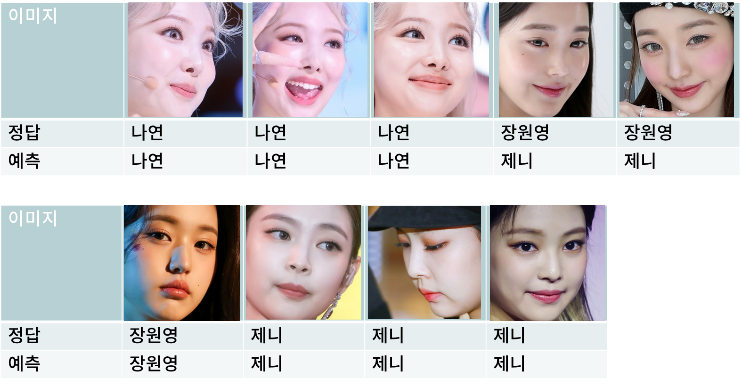 이미지
정답 나연 나연 나연 장원영 장원영
예측 나연 나연 나연 제니 제니
이미지
정답 장원영 제니 제니 제니
예측 장원영 제니 제니 제니